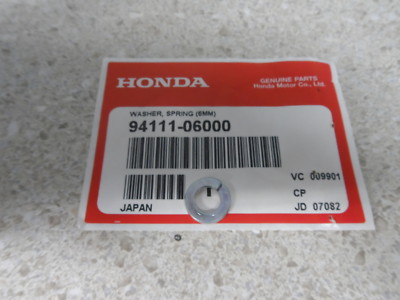 HONDA
GENUINE PARTS
Honda Motor Co., Ltd.
WASHER, SPRING (6MM)
94111-06000
VC
CP
JAPAN
JD 07082